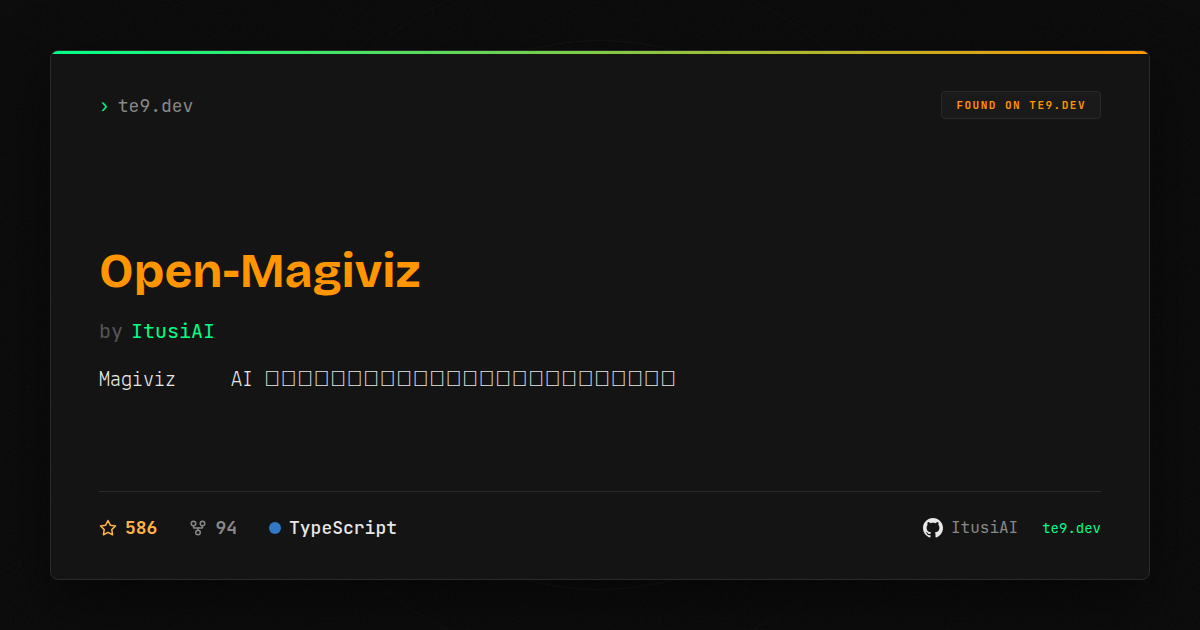 › te9.dev
FOUND ON TE9.DEV
Open-Magiviz
by ItusiAI
Magiviz AI
586 94 TypeScript
ItusiAI te9.dev